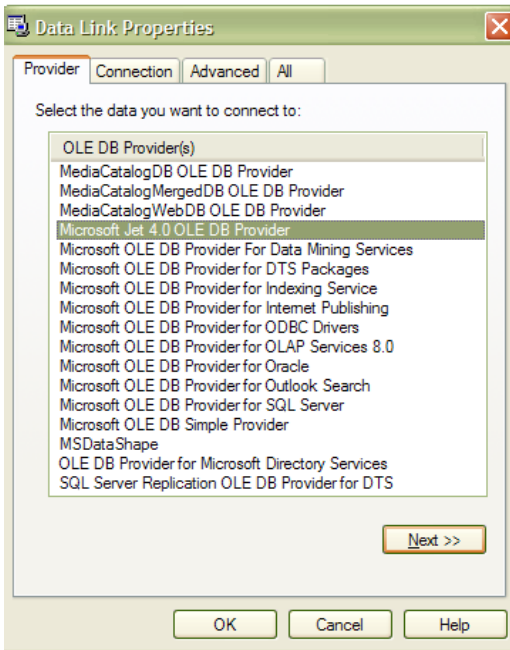 Data Link Properties
Provider Connection Advanced All
Select the data you want to connect to:
OLE DB Provider(s)
MediaCatalogDB OLE DB Provider
MediaCatalogMergedDB OLE DB Provider
MediaCatalogWebDB OLE DB Provider
Microsoft Jet 4.0 OLE DB Provider
Microsoft OLE DB Provider For Data Mining Services
Microsoft OLE DB Provider for DTS Packages
Microsoft OLE DB Provider for Indexing Service
Microsoft OLE DB Provider for Internet Publishing
Microsoft OLE DB Provider for ODBC Drivers
Microsoft OLE DB Provider for OLAP Services 8.0
Microsoft OLE DB Provider for Oracle
Microsoft OLE DB Provider for Outlook Search
Microsoft OLE DB Provider for SQL Server
Microsoft OLE DB Simple Provider
MSDataShape
OLE DB Provider for Microsoft Directory Services
SQL Server Replication OLE DB Provider for DTS
Next >>
OK Cancel Help